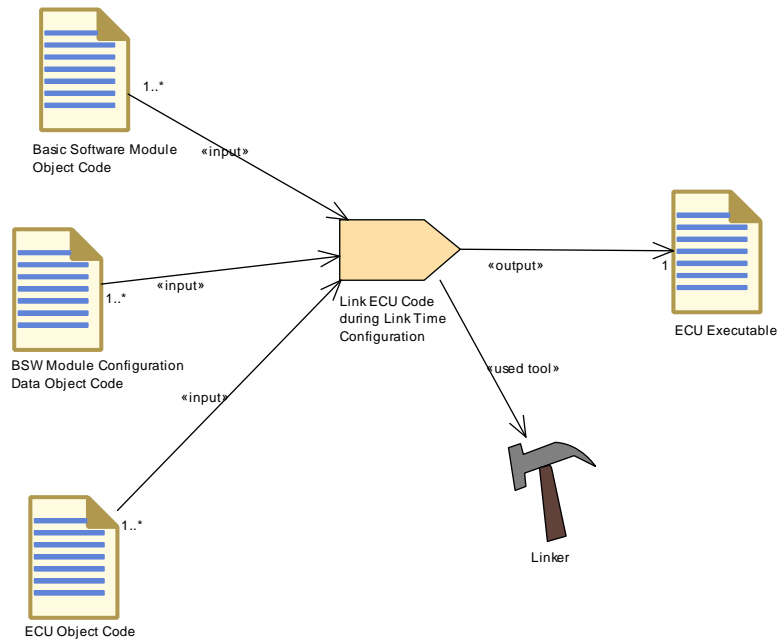 1..*
Basic Software Module
Object Code
«input»
1..*
«input»
BSW Module Configuration
Data Object Code
Link ECU Code
during Link Time
Configuration
«output»
1
ECU Executable
«used tool»
«input»
1..*
Linker
ECU Object Code